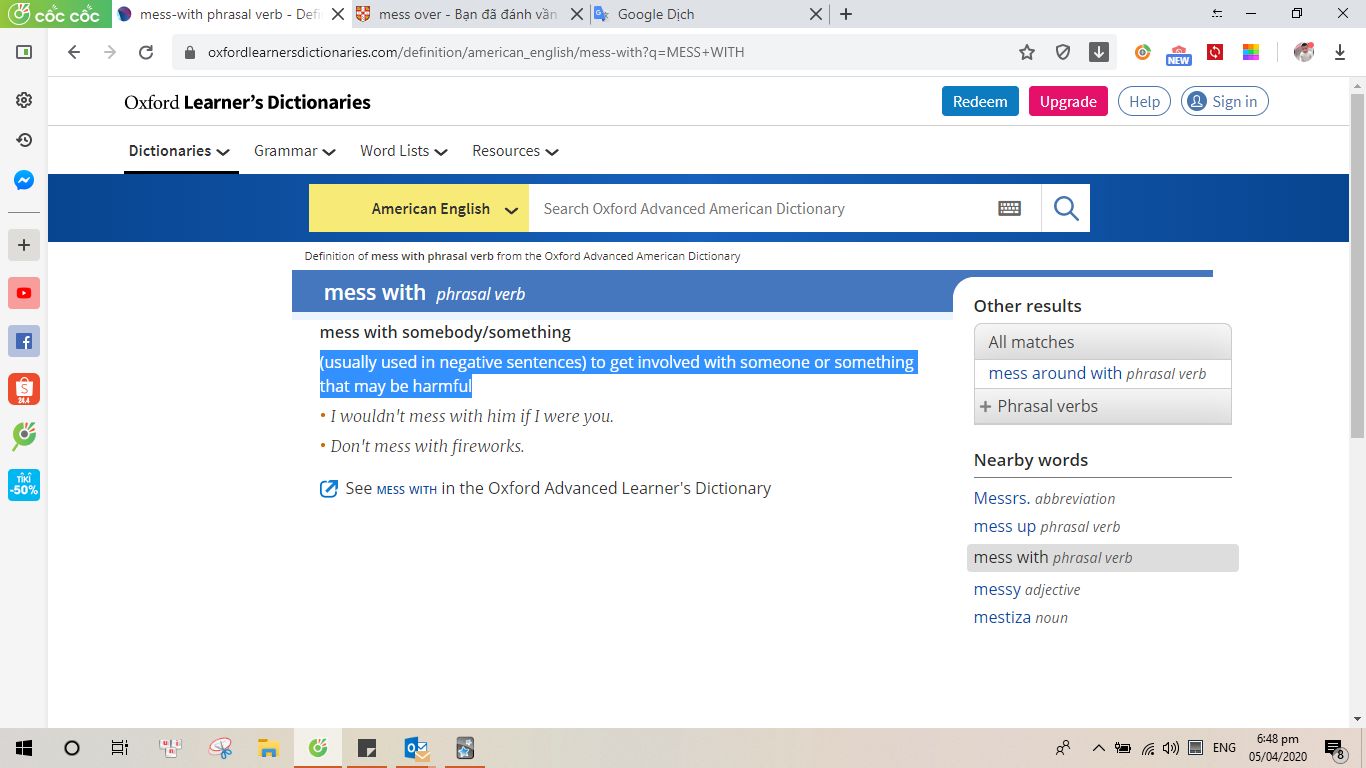 cốc cốc
mess-with phrasal verb - Defi
mess over - Bạn đã đánh vần
Google Dịch
oxfordlearnersdictionaries.com/definition/american_english/mess-with?q=MESS+WITH
NEW
Oxford Learner's Dictionaries
Redeem
Upgrade
Help
Sign in
Dictionaries
Grammar
Word Lists
Resources
American English
Search Oxford Advanced American Dictionary
Definition of mess with phrasal verb from the Oxford Advanced American Dictionary
mess with phrasal verb
mess with somebody/something
(usually used in negative sentences) to get involved with someone or something
that may be harmful
• I wouldn't mess with him if I were you.
• Don't mess with fireworks.
See MESS WITH in the Oxford Advanced Learner's Dictionary
Other results
All matches
mess around with phrasal verb
+ Phrasal verbs
Nearby words
Messrs. abbreviation
mess up phrasal verb
mess with phrasal verb
messy adjective
mestiza noun
24.4
TIKI
-50%
ENG
6:48 pm
05/04/2020
8